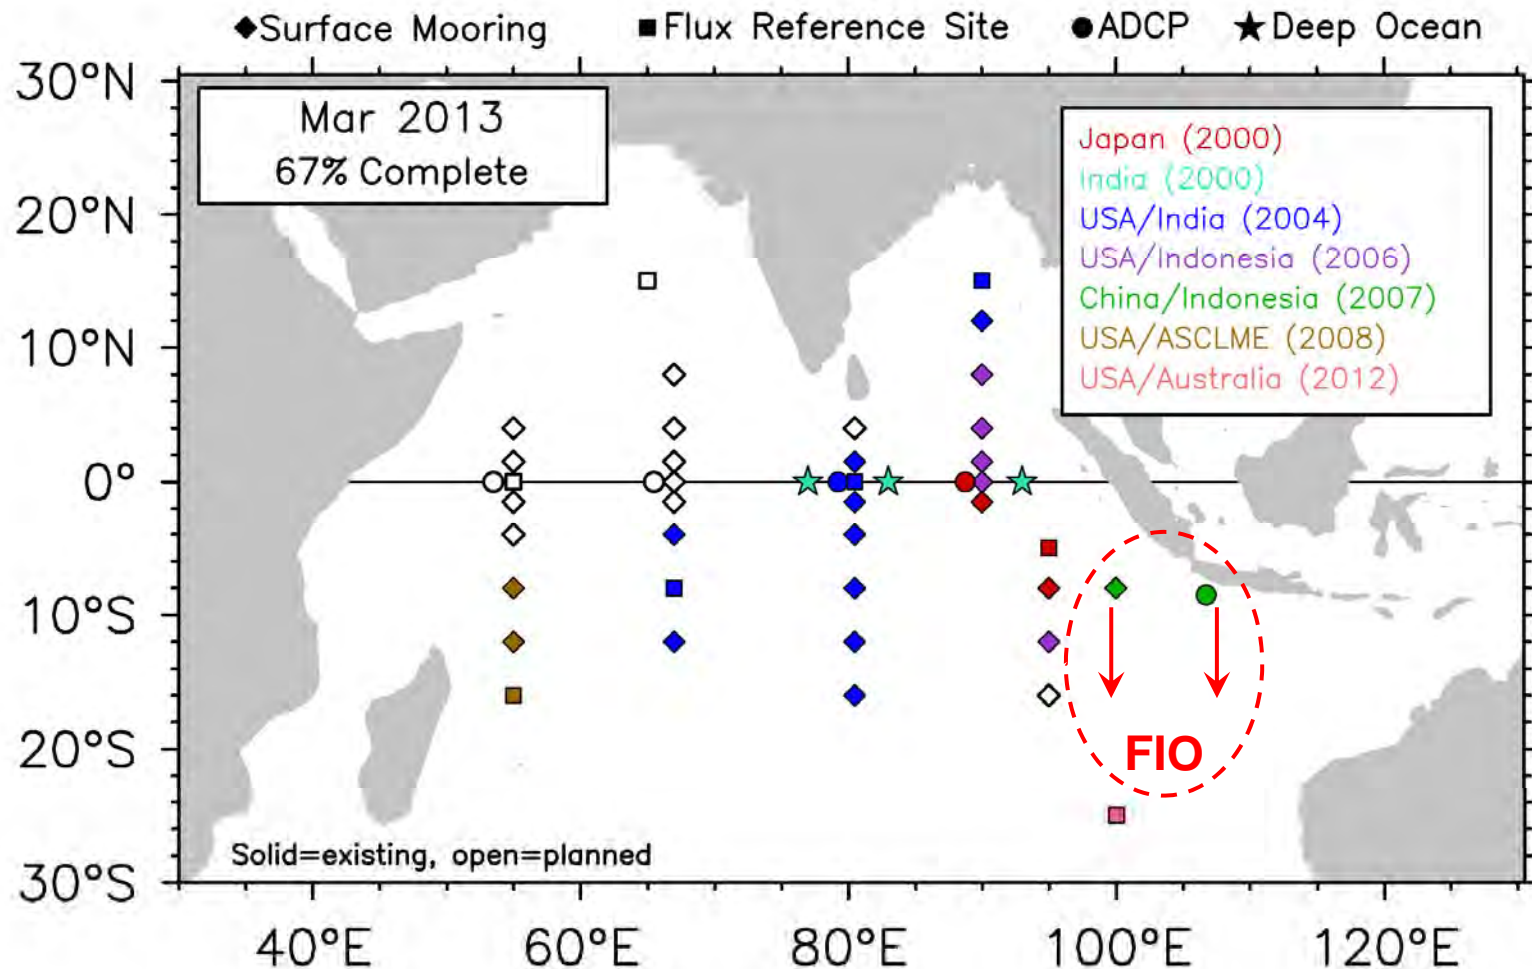 Surface Mooring Flux Reference Site ADCP Deep Ocean
30°N
20°N
10°N
0°
10°S
20°S
30°S
Mar 2013
67% Complete
Japan (2000)
India (2000)
USA/India (2004)
USA/Indonesia (2006)
China/Indonesia (2007)
USA/ASCLME (2008)
USA/Australia (2012)
FIO
Solid=existing, open=planned
40°E 60°E 80°E 100°E 120°E